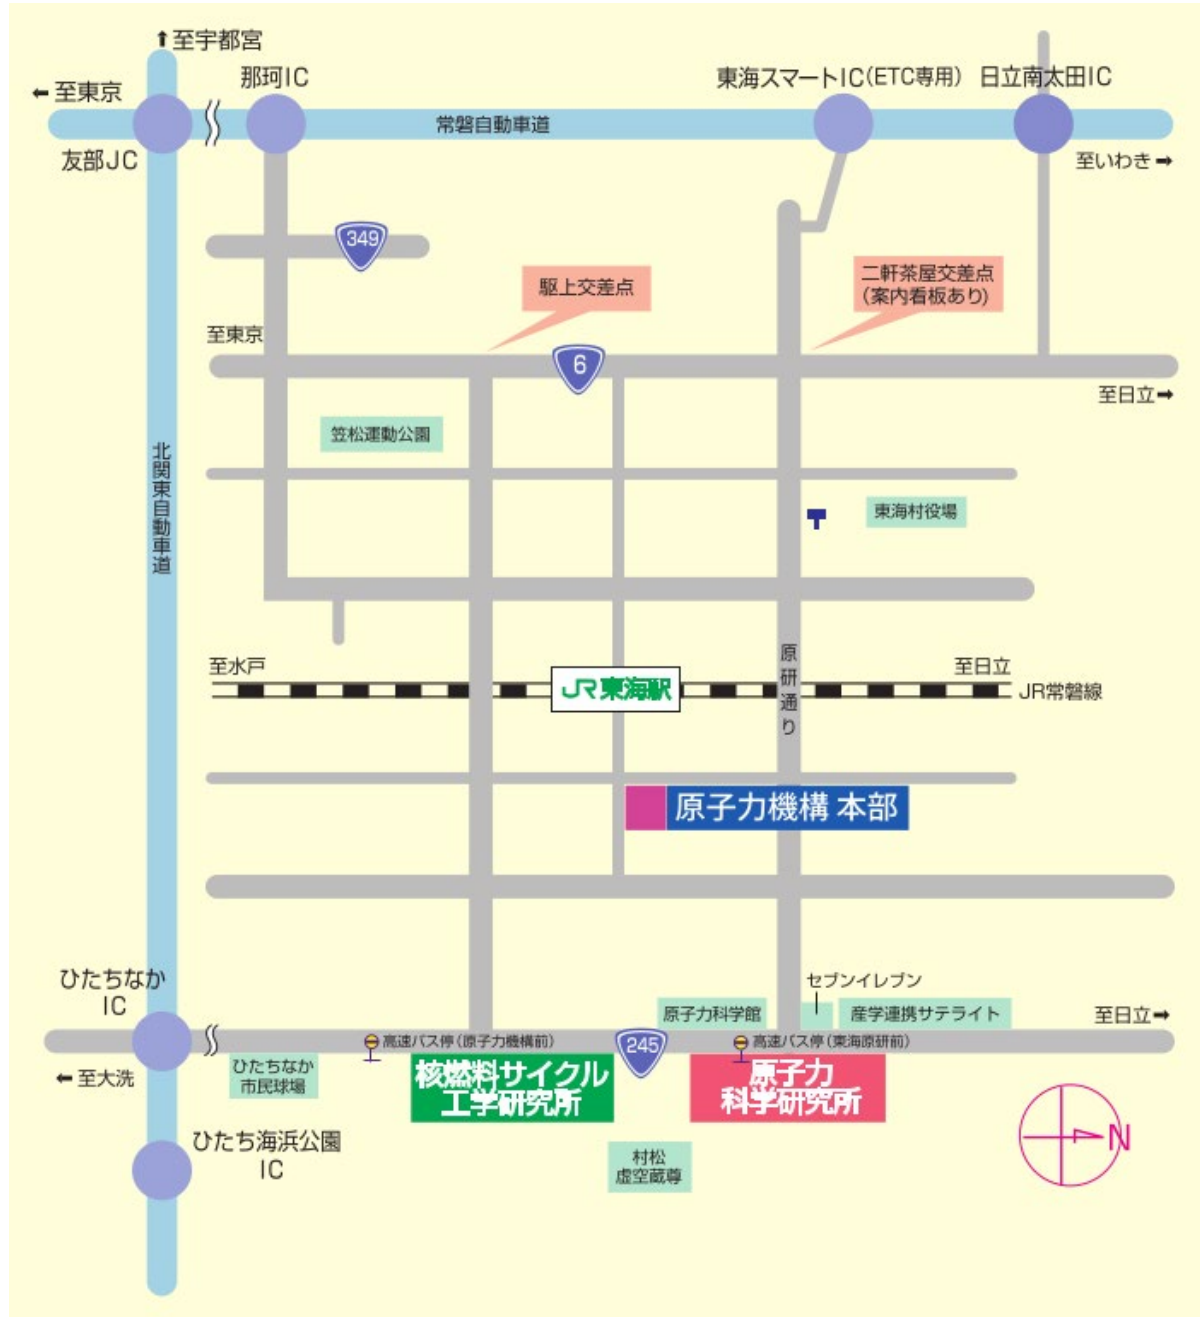 ↑至宇都宮
←至東京
那珂IC
東海スマートIC(ETC専用)
日立南太田IC
常磐自動車道
友部JC
至いわき→
349
駆上交差点
二軒茶屋交差点
(案内看板あり)
至東京
6
至日立→
笠松運動公園
北関東自動車道
東海村役場
原研通り
至水戸
至日立
JR東海駅
JR常磐線
原子力機構 本部
ひたちなか
IC
セブンイレブン
原子力科学館
産学連携サテライト
至日立→
高速バス停(原子力機構前)
245
高速バス停(東海原研前)
←至大洗
ひたちなか
市民球場
核燃料サイクル
工学研究所
原子力
科学研究所
ひたち海浜公園
IC
村松
虚空蔵尊
N